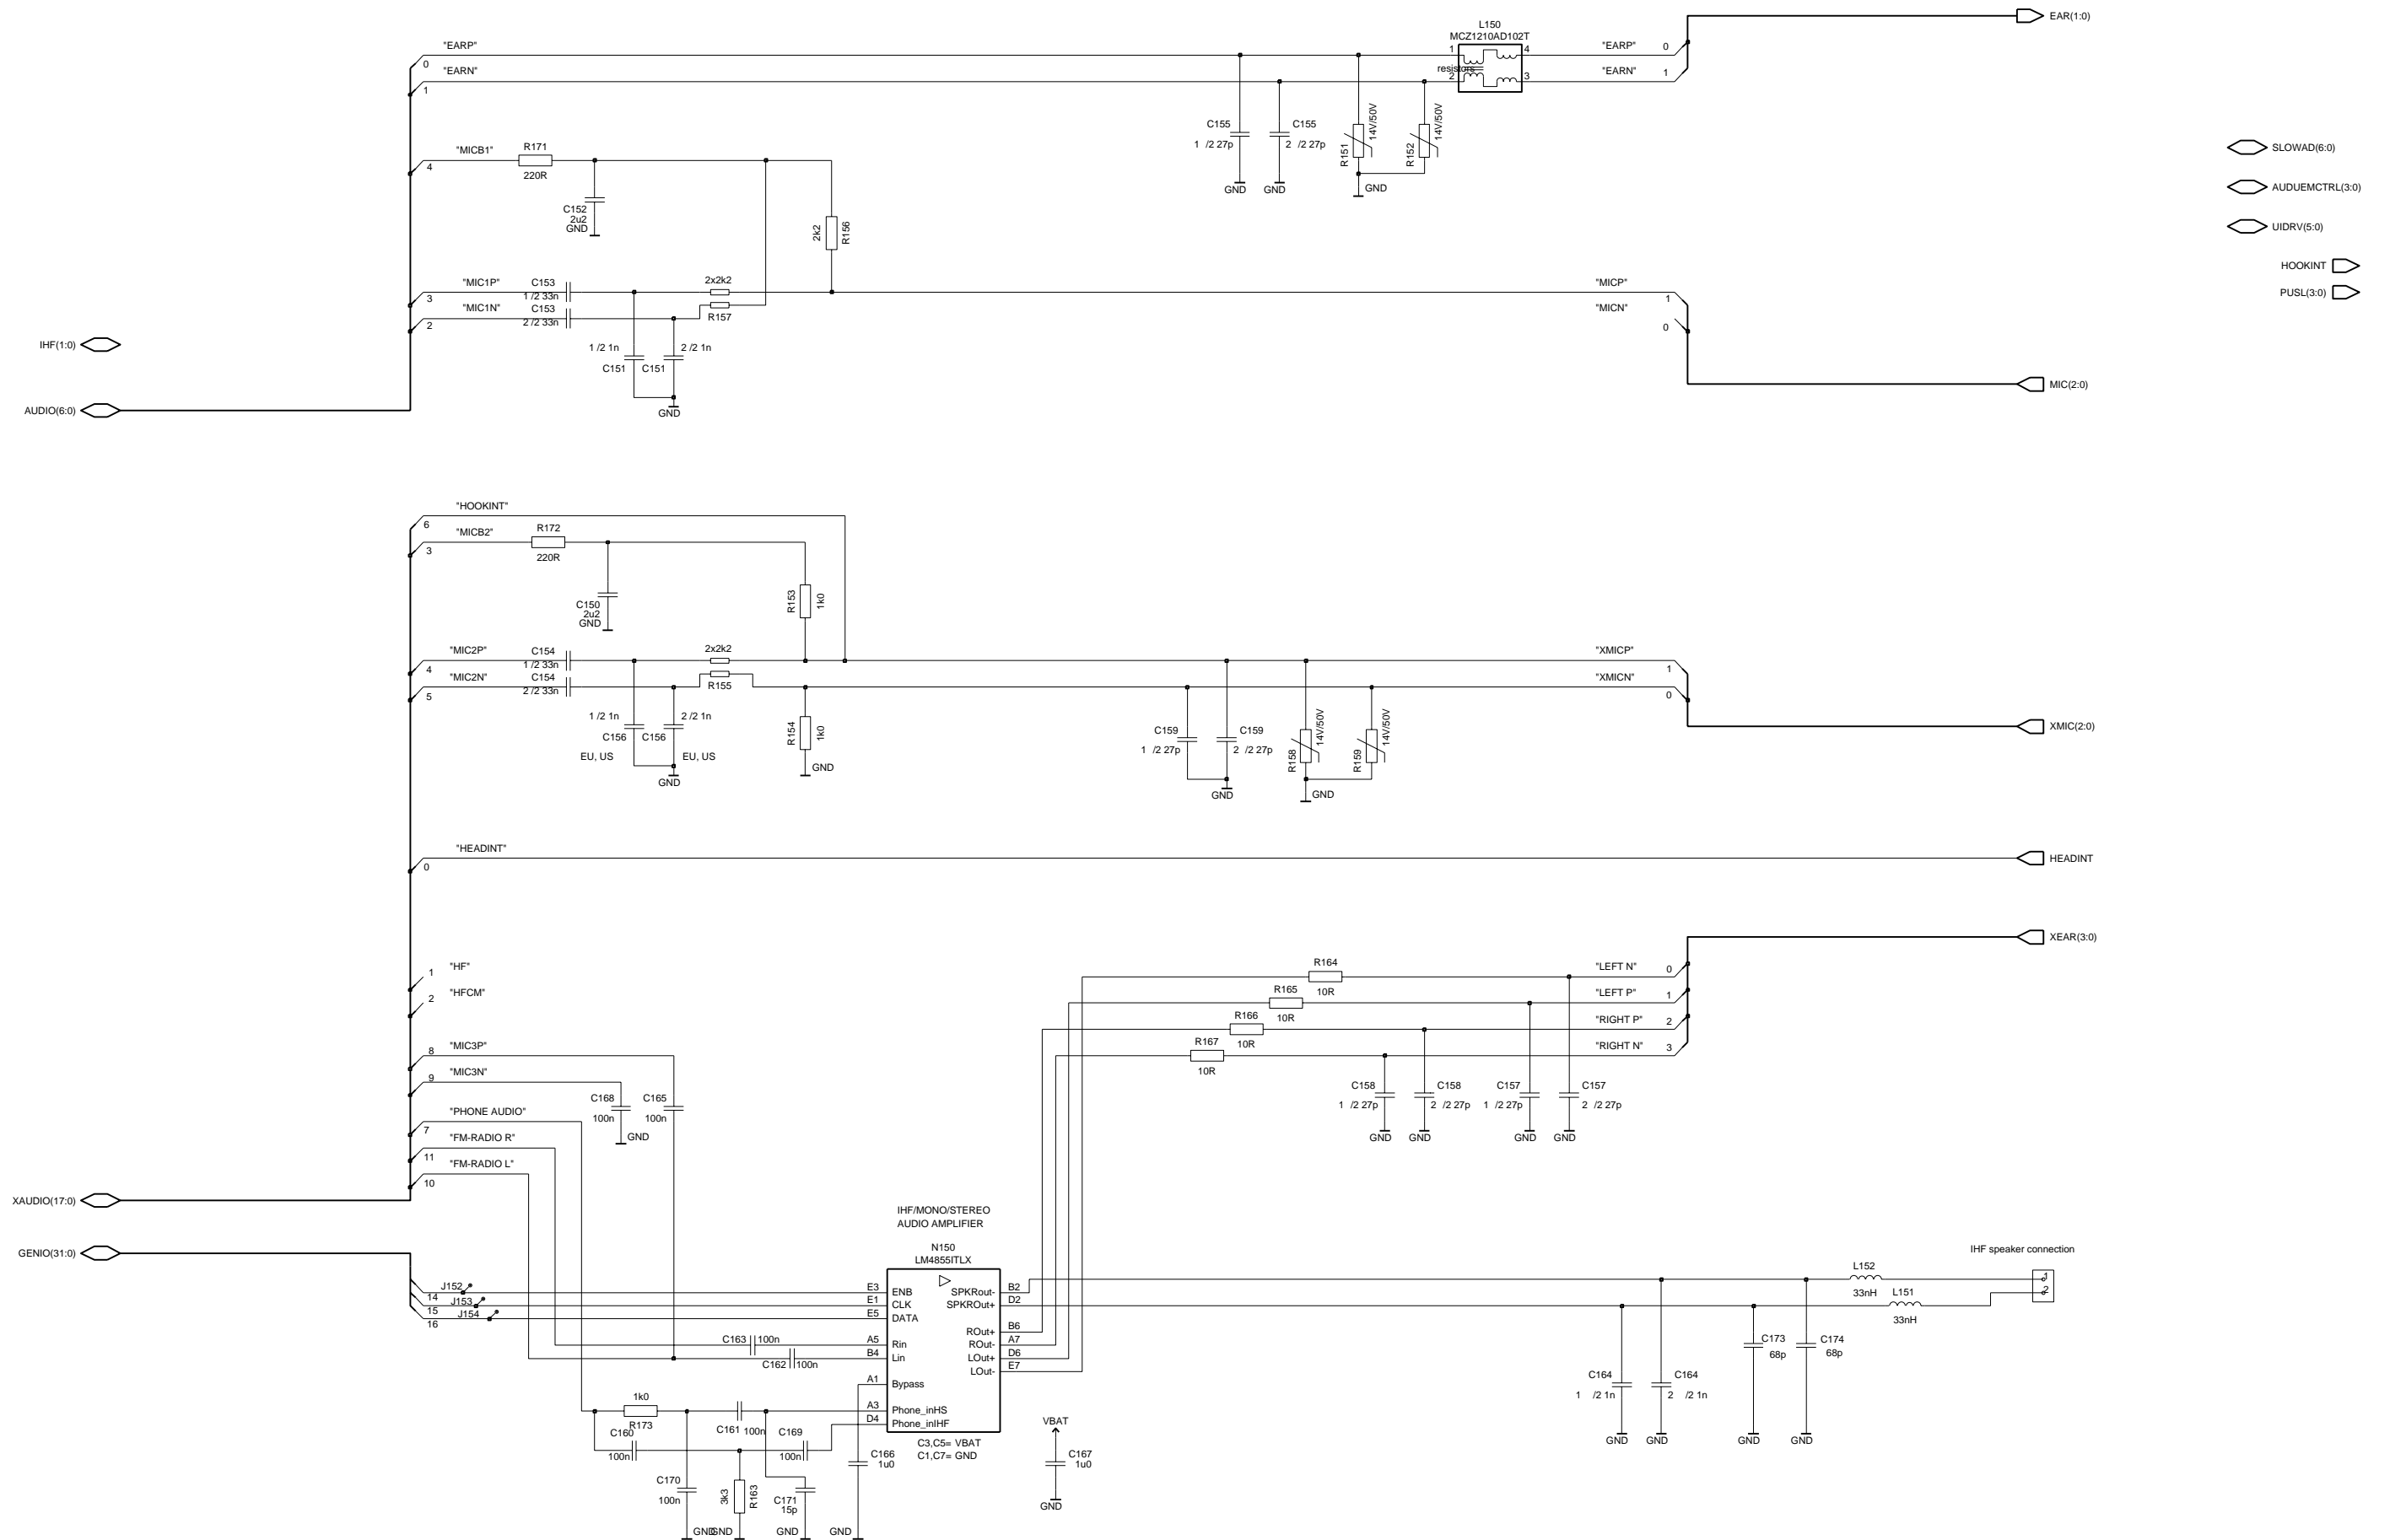 EAR(1:0)
L150
MCZ1210AD102T
"EARP"
0
1
4
"EARP"
0
"EARN"
1
resistors
2
3
"EARN"
1
C155
1 /2 27p
GND
C155
2 /2 27p
GND
R151
14V/50V
GND
R152
14V/50V
SLOWAD(6:0)
AUDUEMCTRL(3:0)
UIDRV(5:0)
HOOKINT
PUSL(3:0)
"MICB1"
4
R171
220R
C152
2u2
GND
2k2
R156
"MIC1P"
3
C153
1 /2 33n
2x2k2
"MICP"
1
"MIC1N"
2
C153
2 /2 33n
R157
"MICN"
0
1 /2 1n
C151
2 /2 1n
C151
GND
IHF(1:0)
AUDIO(6:0)
MIC(2:0)
"HOOKINT"
6
"MICB2"
3
R172
220R
C150
2u2
GND
R153
1k0
"MIC2P"
4
C154
1 /2 33n
2x2k2
"XMICP"
1
"MIC2N"
5
C154
2 /2 33n
R155
"XMICN"
0
1 /2 1n
C156
EU, US
2 /2 1n
C156
EU, US
GND
R154
1k0
GND
C159
1 /2 27p
C159
2 /2 27p
GND
R158
14V/50V
GND
R159
14V/50V
XMIC(2:0)
"HEADINT"
0
HEADINT
XEAR(3:0)
1
"HF"
2
"HFCM"
R164
10R
"LEFT N"
0
R165
10R
"LEFT P"
1
R166
10R
"RIGHT P"
2
R167
10R
"RIGHT N"
3
8
"MIC3P"
9
"MIC3N"
C168
100n
GND
C165
100n
"PHONE AUDIO"
7
"FM-RADIO R"
11
"FM-RADIO L"
10
C158
1 /2 27p
GND
C158
2 /2 27p
GND
C157
1 /2 27p
GND
C157
2 /2 27p
GND
XAUDIO(17:0)
GENIO(31:0)
IHF/MONO/STEREO
AUDIO AMPLIFIER
N150
LM4855ITLX
IHF speaker connection
J152
14
J153
15
J154
16
E3
ENB
E1
CLK
E5
DATA
A5
Rin
B4
Lin
A1
Bypass
A3
Phone_inHS
D4
Phone_inIHF
SPKRout-
B2
SPKROut+
D2
ROut+
B6
ROut-
A7
LOut+
D6
LOut-
E7
C3,C5= VBAT
C1,C7= GND
L152
33nH
L151
33nH
1
2
C163
100n
C162
100n
1k0
R173
C161
100n
C160
100n
C169
100n
C170
100n
GND
3k3
R163
GND
C171
15p
GND
C166
1u0
GND
VBAT
C167
1u0
GND
C164
1 /2 1n
GND
C164
2 /2 1n
GND
C173
68p
GND
C174
68p
GND